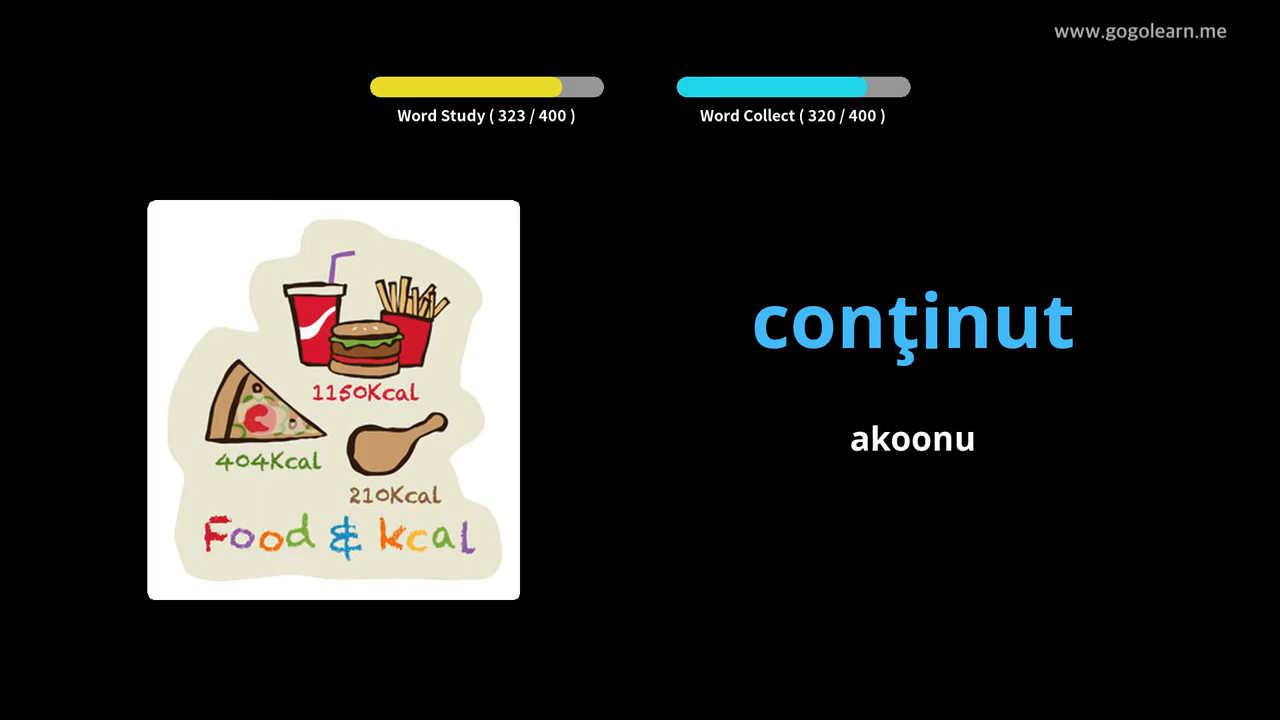 www.gogolearn.me
Word Study ( 323 / 400 )
Word Collect ( 320 / 400 )
1150Kcal
404Kcal
210Kcal
Food & kcal
conţinut
akoonu